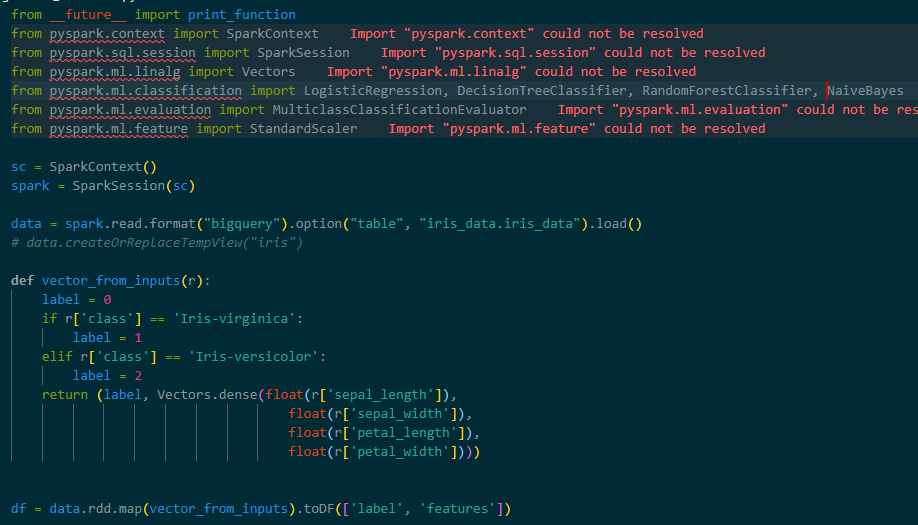 from __future__ import print_function
from pyspark.context import SparkContext    Import "pyspark.context" could not be resolved
from pyspark.sql.session import SparkSession    Import "pyspark.sql.session" could not be resolved
from pyspark.ml.linalg import Vectors    Import "pyspark.ml.linalg" could not be resolved
from pyspark.ml.classification import LogisticRegression, DecisionTreeClassifier, RandomForestClassifier, NaiveBayes
from pyspark.ml.evaluation import MulticlassClassificationEvaluator    Import "pyspark.ml.evaluation" could not be res
from pyspark.ml.feature import StandardScaler    Import "pyspark.ml.feature" could not be resolved
sc = SparkContext()
spark = SparkSession(sc)
data = spark.read.format("bigquery").option("table", "iris_data.iris_data").load()
# data.createOrReplaceTempView("iris")
def vector_from_inputs(r):
    label = 0
    if r['class'] == 'Iris-virginica':
        label = 1
    elif r['class'] == 'Iris-versicolor':
        label = 2
    return (label, Vectors.dense(float(r['sepal_length']),
                                    float(r['sepal_width']),
                                    float(r['petal_length']),
                                    float(r['petal_width'])))
df = data.rdd.map(vector_from_inputs).toDF(['label', 'features'])